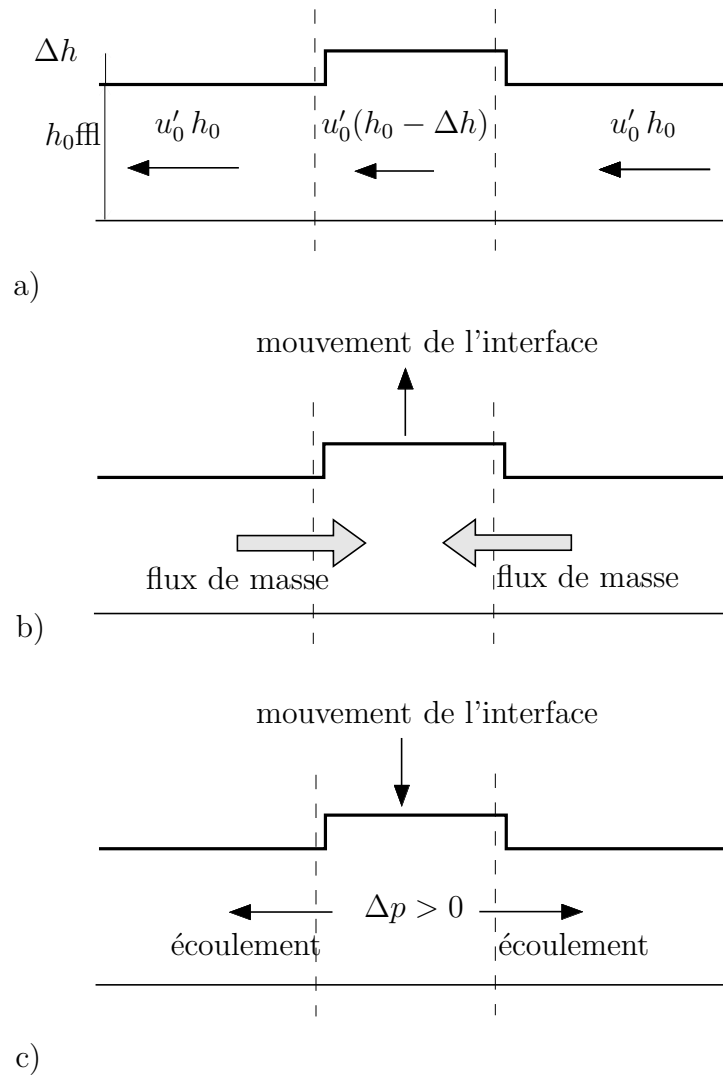 Δh
h₀ffl
u′₀ h₀
u′₀(h₀ − Δh)
u′₀ h₀
a)
mouvement de l'interface
flux de masse
flux de masse
b)
mouvement de l'interface
Δp > 0
écoulement
écoulement
c)